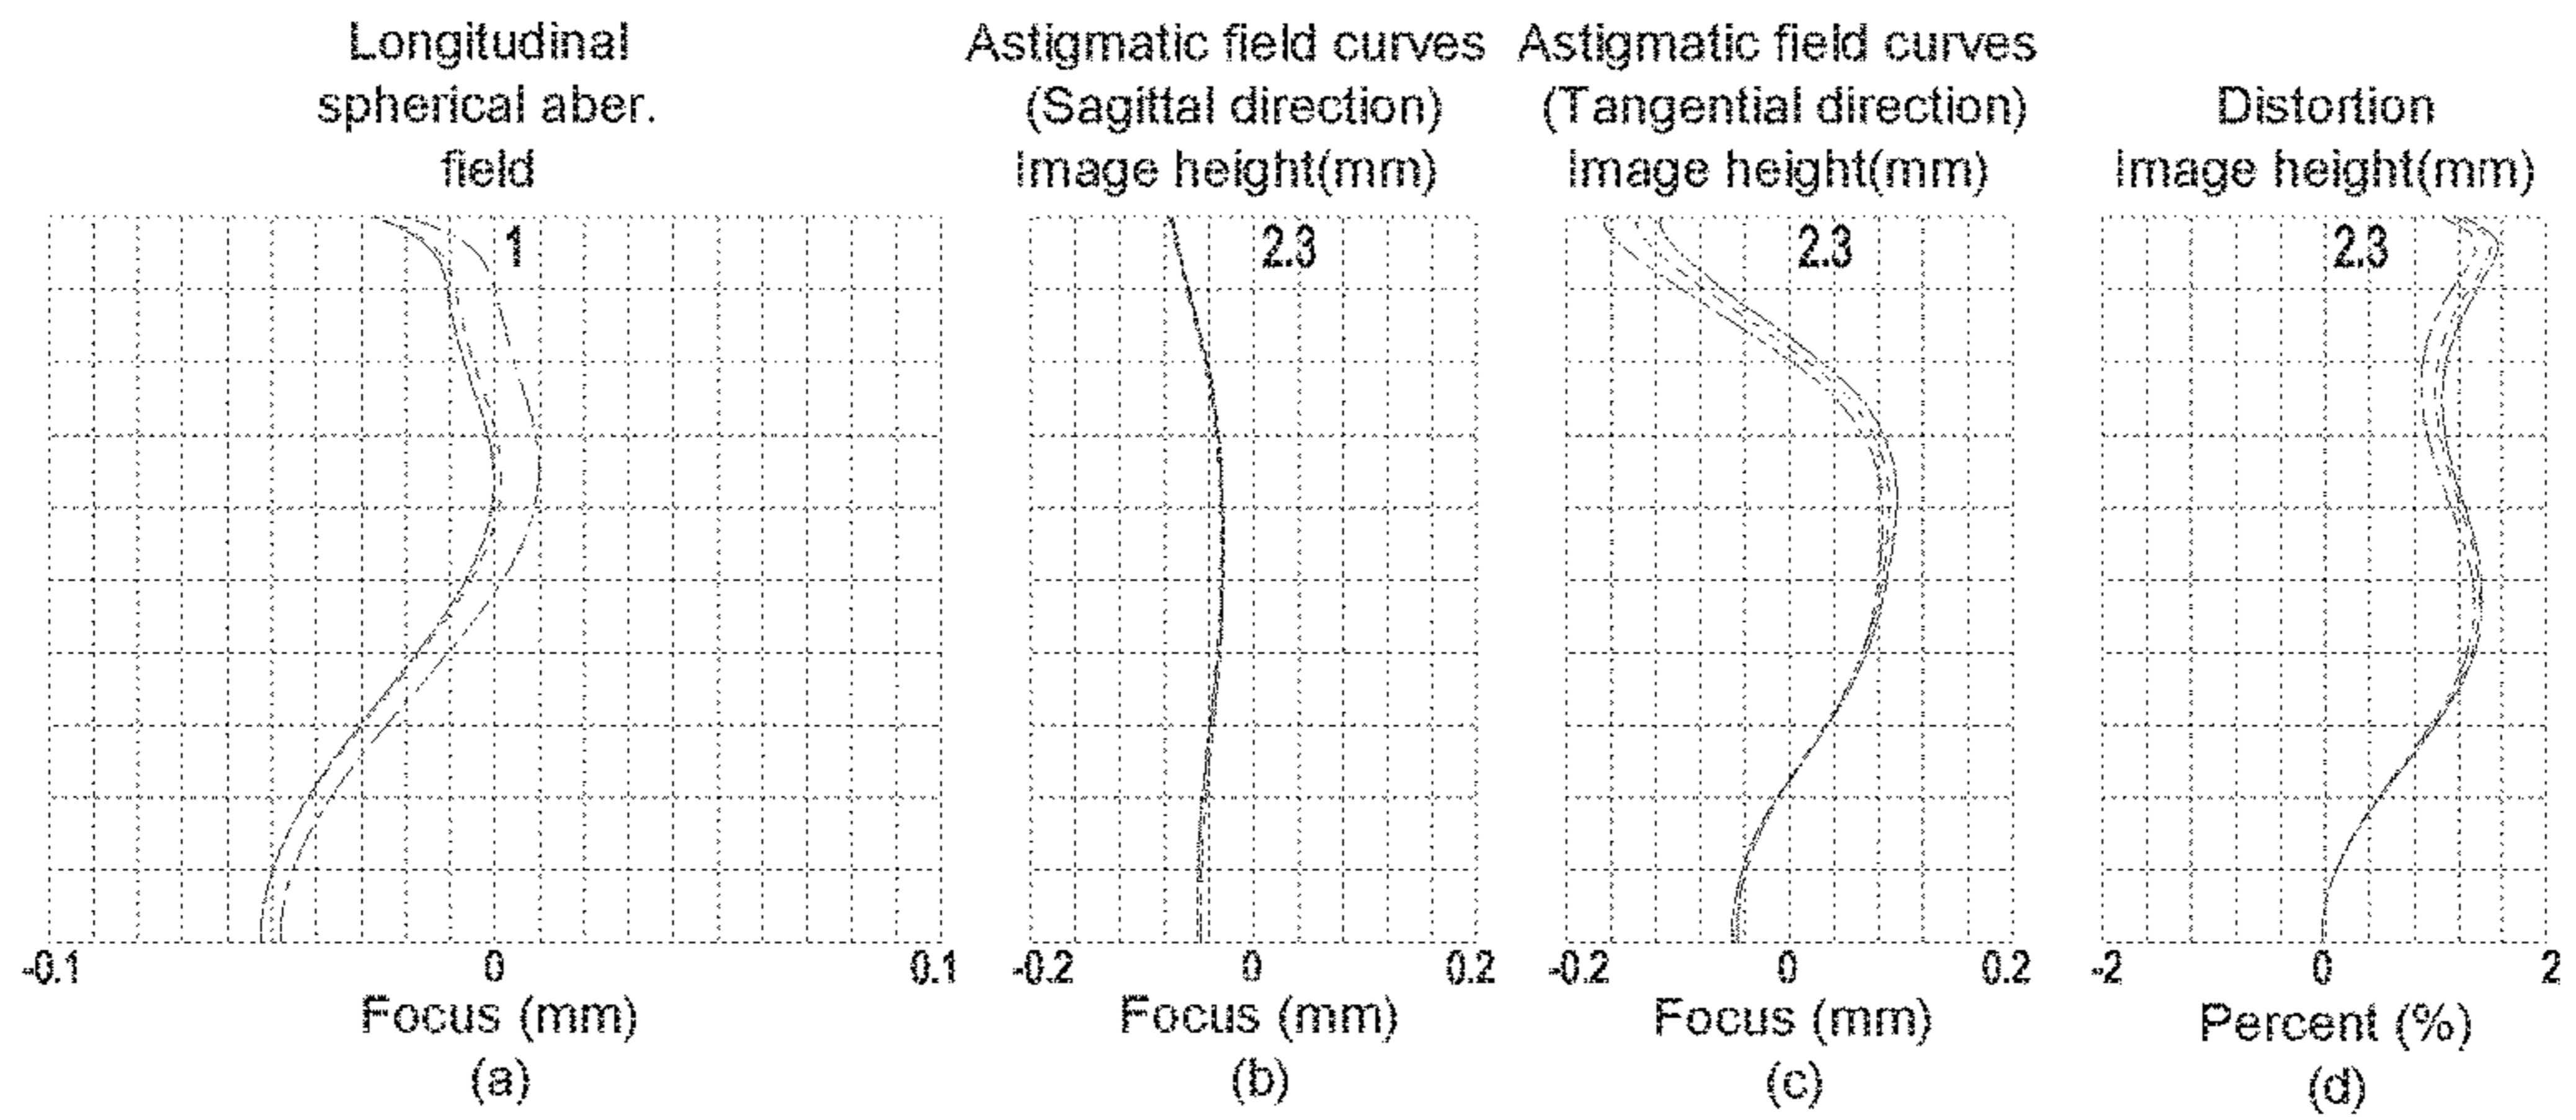 Longitudinal
spherical aber.
field
1
-0.1 0 0.1
Focus (mm)
(a)
Astigmatic field curves
(Sagittal direction)
Image height(mm)
2.3
-0.2 0 0.2
Focus (mm)
(b)
Astigmatic field curves
(Tangential direction)
Image height(mm)
2.3
-0.2 0 0.2
Focus (mm)
(c)
Distortion
Image height(mm)
2.3
-2 0 2
Percent (%)
(d)